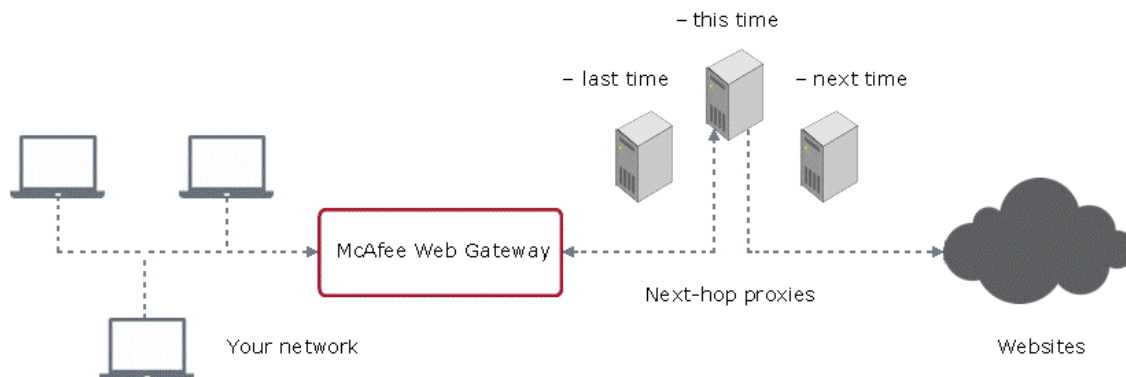 – this time
– last time
– next time
McAfee Web Gateway
Next-hop proxies
Your network
Websites